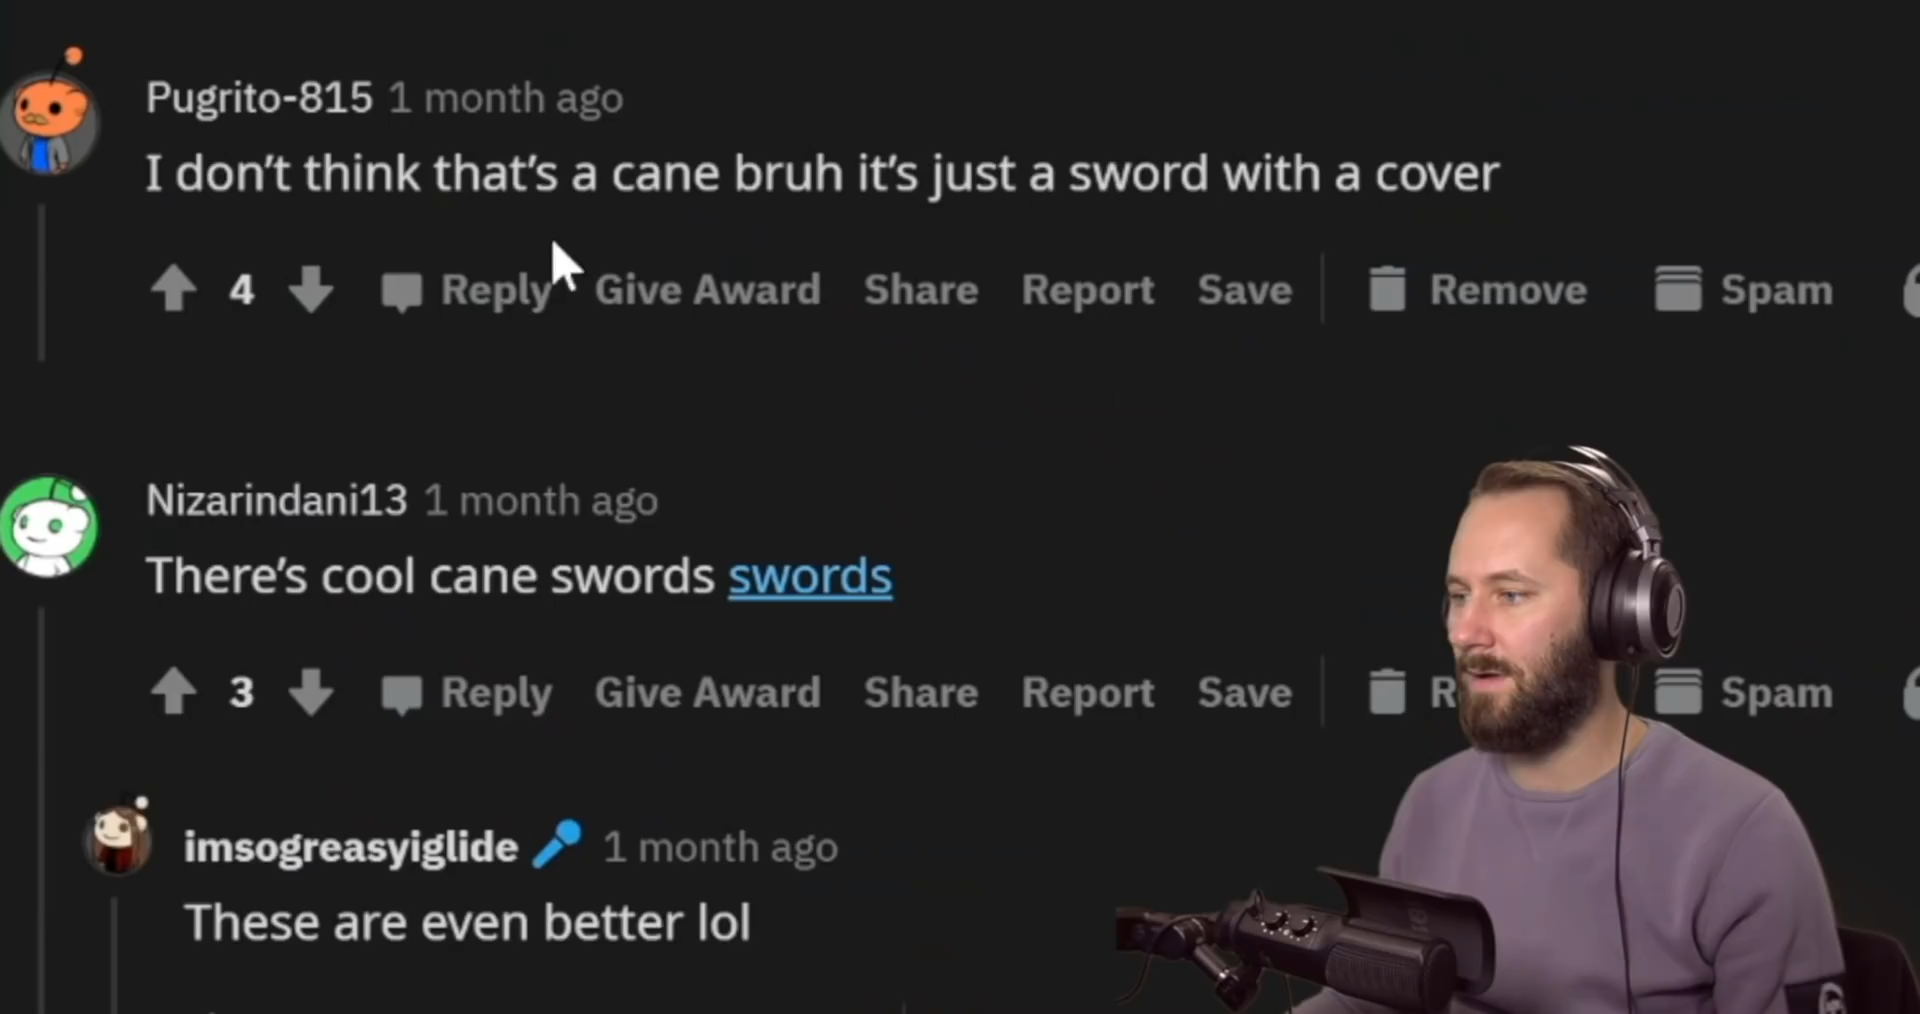 Pugrito-815 1 month ago
I don't think that's a cane bruh it's just a sword with a cover
4 Reply Give Award Share Report Save Remove Spam
Nizarindani13 1 month ago
There's cool cane swords swords
3 Reply Give Award Share Report Save R Spam
imsogreasyiglide 1 month ago
These are even better lol